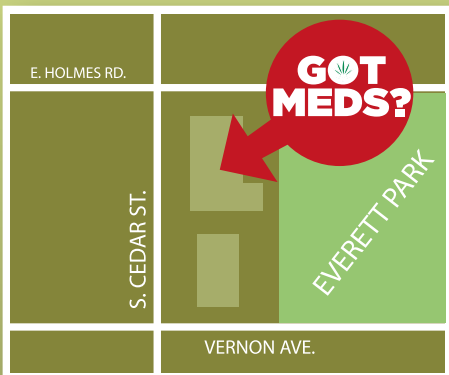 E. HOLMES RD.
GOT
MEDS?
S. CEDAR ST.
EVERETT PARK
VERNON AVE.